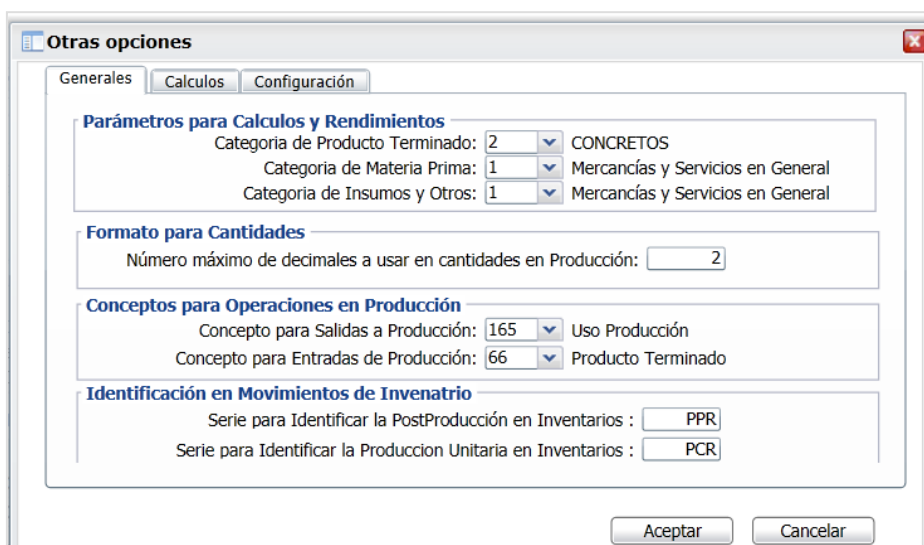 Otras opciones
Generales Calculos Configuración
Parámetros para Calculos y Rendimientos
Categoria de Producto Terminado: 2 CONCRETOS
Categoria de Materia Prima: 1 Mercancías y Servicios en General
Categoria de Insumos y Otros: 1 Mercancías y Servicios en General
Formato para Cantidades
Número máximo de decimales a usar en cantidades en Producción: 2
Conceptos para Operaciones en Producción
Concepto para Salidas a Producción: 165 Uso Producción
Concepto para Entradas de Producción: 66 Producto Terminado
Identificación en Movimientos de Invenatrio
Serie para Identificar la PostProducción en Inventarios : PPR
Serie para Identificar la Produccion Unitaria en Inventarios : PCR
Aceptar Cancelar